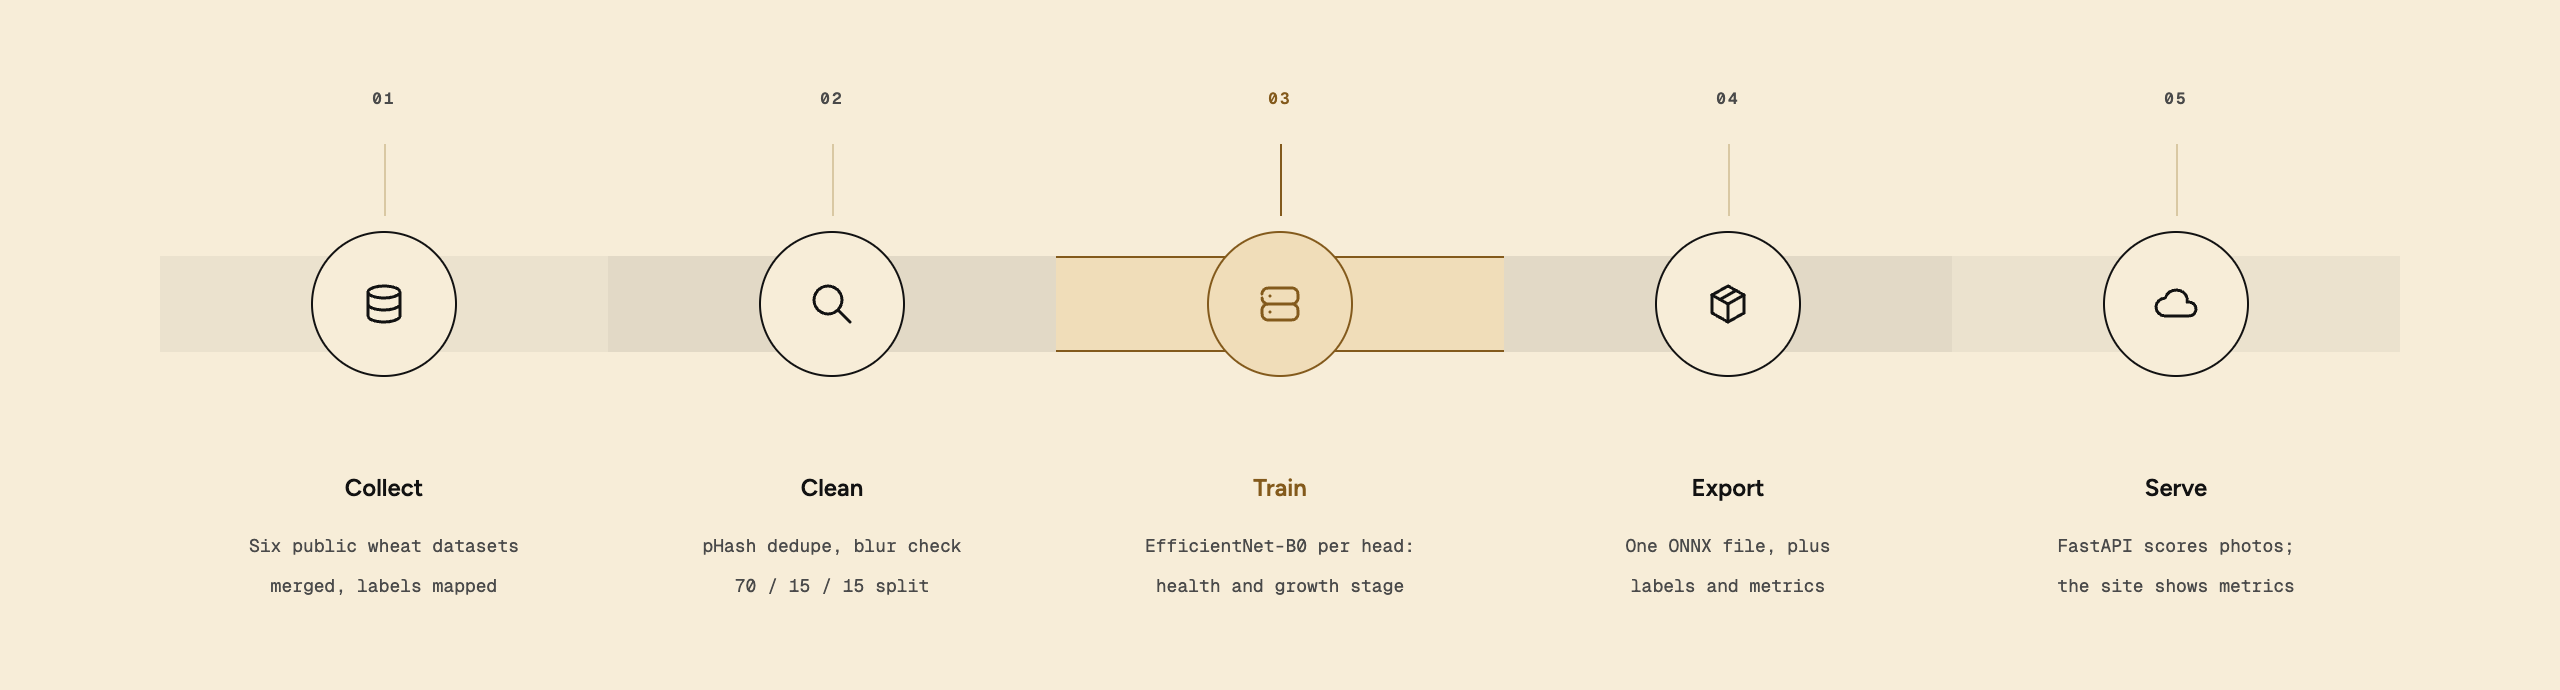 01
02
03
04
05
Collect
Six public wheat datasets
merged, labels mapped
Clean
pHash dedupe, blur check
70 / 15 / 15 split
Train
EfficientNet-B0 per head:
health and growth stage
Export
One ONNX file, plus
labels and metrics
Serve
FastAPI scores photos;
the site shows metrics